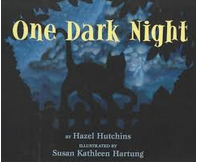 One Dark Night
BY Hazel Hutchins
ILLUSTRATED BY
Susan Kathleen Hartung